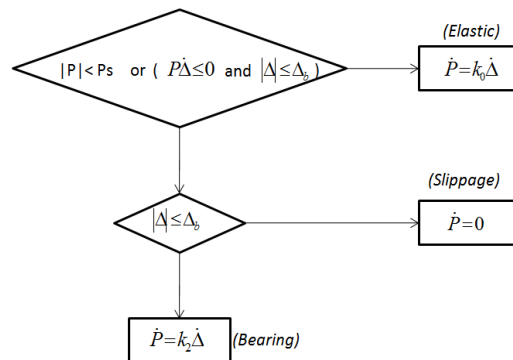 (Elastic)
|P|<Ps or ( PΔ̇≤0 and |Δ|≤Δb )
Ṗ=k₀Δ̇
(Slippage)
|Δ|≤Δb
Ṗ=0
Ṗ=k₂Δ̇ (Bearing)